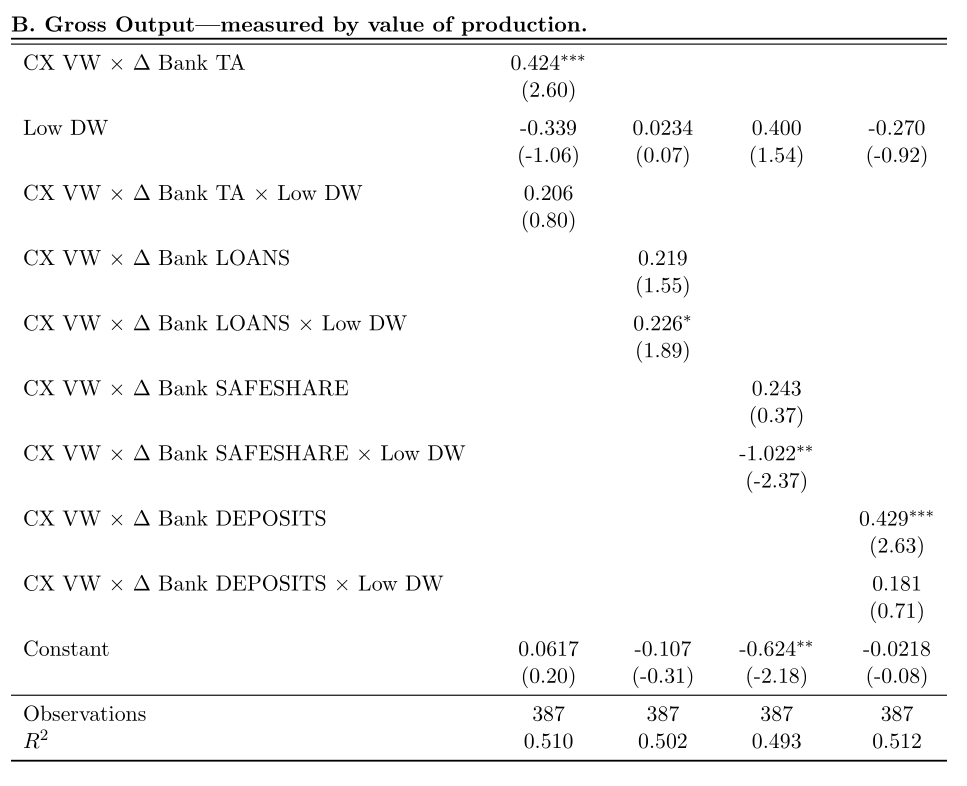 B. Gross Output—measured by value of production.
CX VW × Δ Bank TA 0.424***
(2.60)
Low DW -0.339 0.0234 0.400 -0.270
(-1.06) (0.07) (1.54) (-0.92)
CX VW × Δ Bank TA × Low DW 0.206
(0.80)
CX VW × Δ Bank LOANS 0.219
(1.55)
CX VW × Δ Bank LOANS × Low DW 0.226*
(1.89)
CX VW × Δ Bank SAFESHARE 0.243
(0.37)
CX VW × Δ Bank SAFESHARE × Low DW -1.022**
(-2.37)
CX VW × Δ Bank DEPOSITS 0.429***
(2.63)
CX VW × Δ Bank DEPOSITS × Low DW 0.181
(0.71)
Constant 0.0617 -0.107 -0.624** -0.0218
(0.20) (-0.31) (-2.18) (-0.08)
Observations 387 387 387 387
R² 0.510 0.502 0.493 0.512